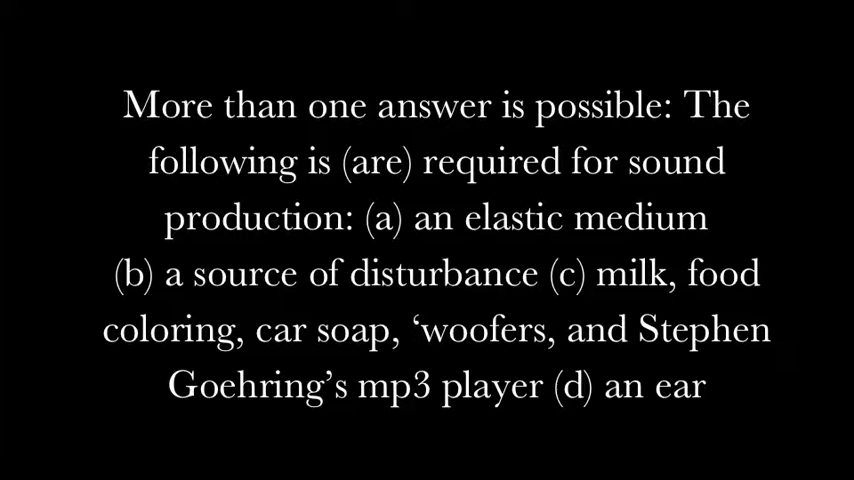 More than one answer is possible: The
following is (are) required for sound
production: (a) an elastic medium
(b) a source of disturbance (c) milk, food
coloring, car soap, ‘woofers, and Stephen
Goehring’s mp3 player (d) an ear